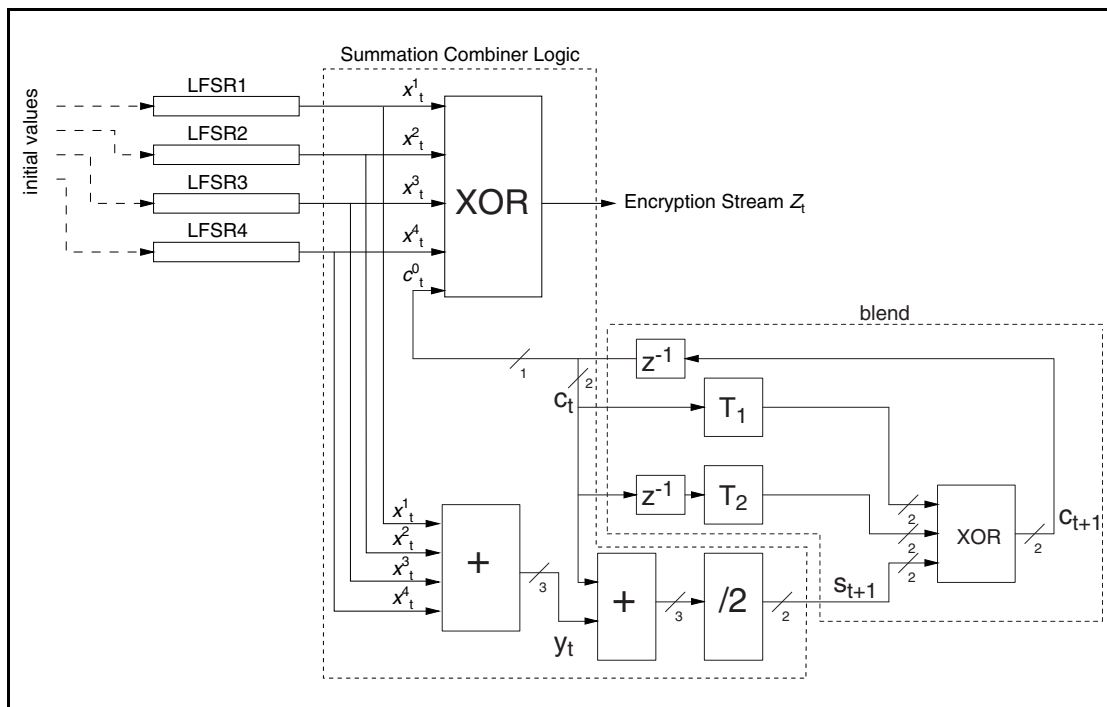 Summation Combiner Logic
initial values
LFSR1
LFSR2
LFSR3
LFSR4
x¹ₜ
x²ₜ
x³ₜ
x⁴ₜ
c⁰ₜ
XOR
Encryption Stream Zₜ
blend
1
2
z⁻¹
cₜ
T₁
z⁻¹
T₂
2
2
2
XOR
2
cₜ₊₁
x¹ₜ
x²ₜ
x³ₜ
x⁴ₜ
+
3
yₜ
+
3
/2
2
sₜ₊₁